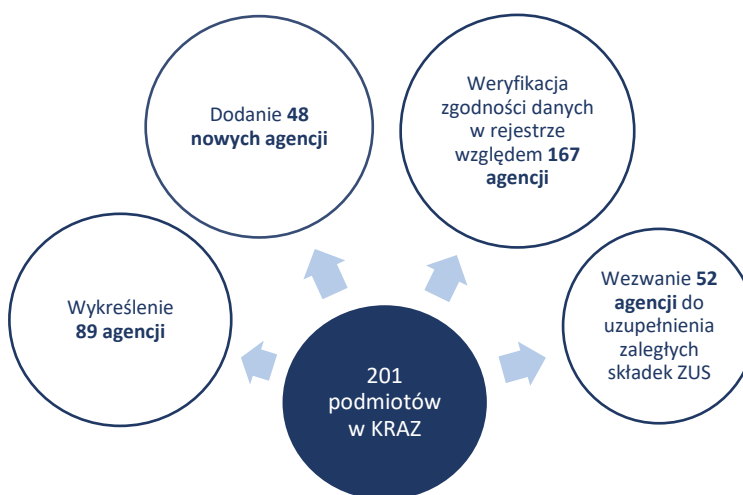 Dodanie 48
nowych agencji
Weryfikacja
zgodności danych
w rejestrze
względem 167
agencji
Wykreślenie
89 agencji
Wezwanie 52
agencji do
uzupełnienia
zaległych
składek ZUS
201
podmiotów
w KRAZ